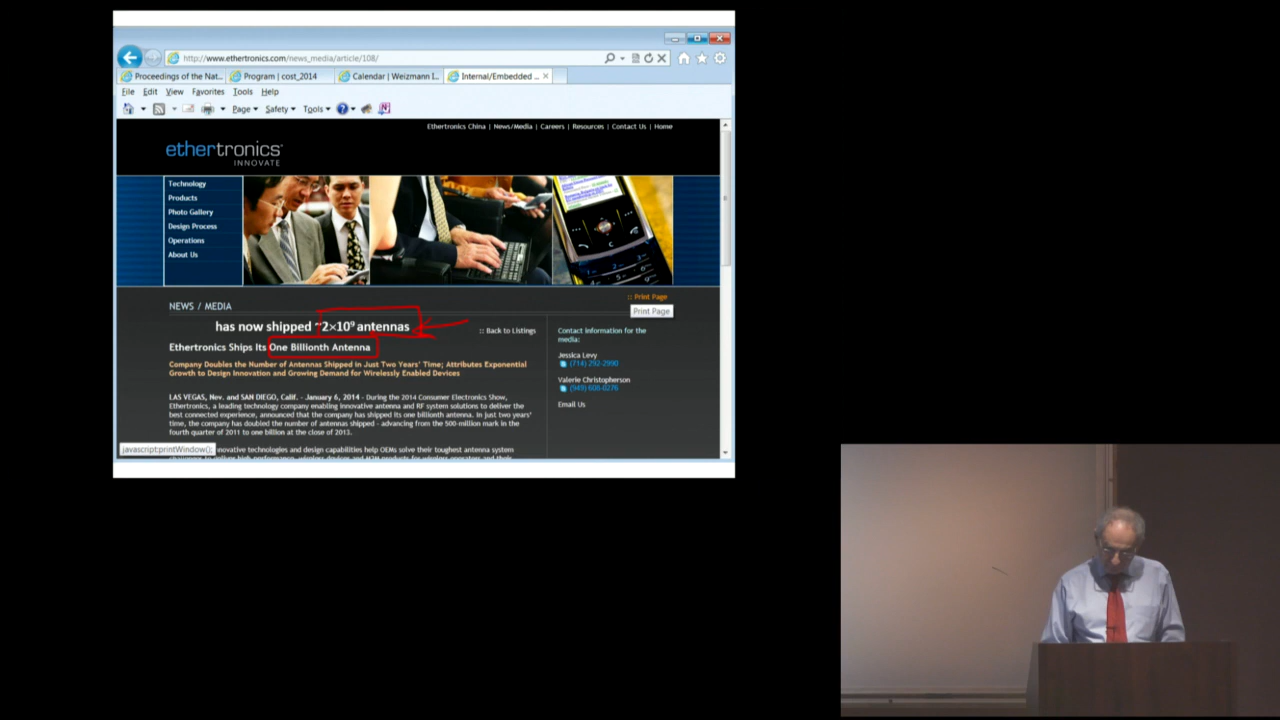 http://www.ethertronics.com/news_media/article/108/
Proceedings of the Nat...
Program | cost_2014
Calendar | Weizmann I...
Internal/Embedded ...
File Edit View Favorites Tools Help
Page Safety Tools
Ethertronics China | News/Media | Careers | Resources | Contact Us | Home
ethertronics
INNOVATE
Technology
Products
Photo Gallery
Design Process
Operations
About Us
NEWS / MEDIA
:: Print Page
Print Page
has now shipped ~2×10⁹ antennas
:: Back to Listings
Ethertronics Ships Its One Billionth Antenna
Company Doubles the Number of Antennas Shipped in Just Two Years' Time; Attributes Exponential
Growth to Design Innovation and Growing Demand for Wirelessly Enabled Devices
LAS VEGAS, Nev. and SAN DIEGO, Calif. - January 6, 2014 - During the 2014 Consumer Electronics Show,
Ethertronics, a leading technology company enabling innovative antenna and RF system solutions to deliver the
best connected experience, announced that the company has shipped its one billionth antenna. In just two years'
time, the company has doubled the number of antennas shipped - advancing from the 500-million mark in the
fourth quarter of 2011 to one billion at the close of 2013.
javascript:printWindow();
novative technologies and design capabilities help OEMs solve their toughest antenna system
Contact information for the
media:
Jessica Levy
(714) 292-2990
Valerie Christopherson
(949) 608-0276
Email Us